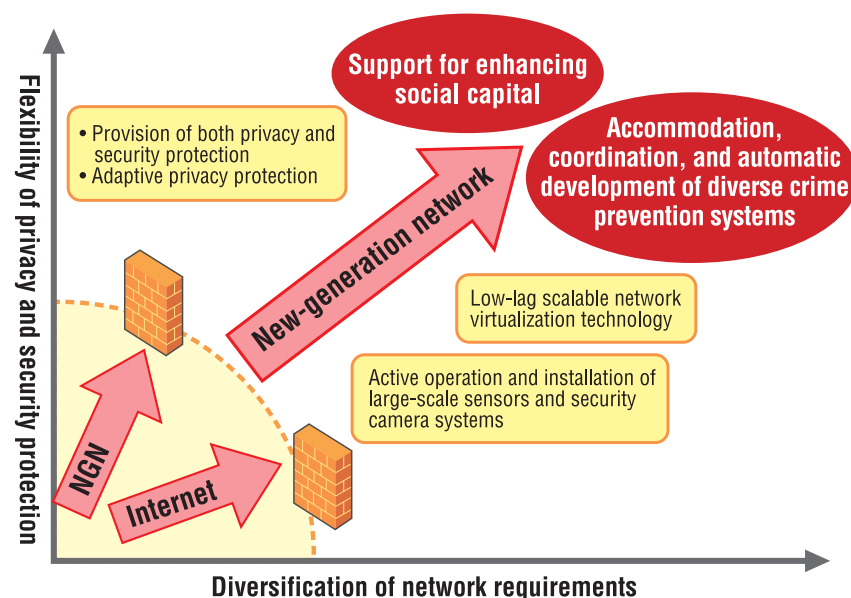 Support for enhancing
social capital
Accommodation,
coordination, and automatic
development of diverse crime
prevention systems
• Provision of both privacy and
security protection
• Adaptive privacy protection
New-generation network
Low-lag scalable network
virtualization technology
Active operation and installation of
large-scale sensors and security
camera systems
NGN
Internet
Flexibility of privacy and security protection
Diversification of network requirements